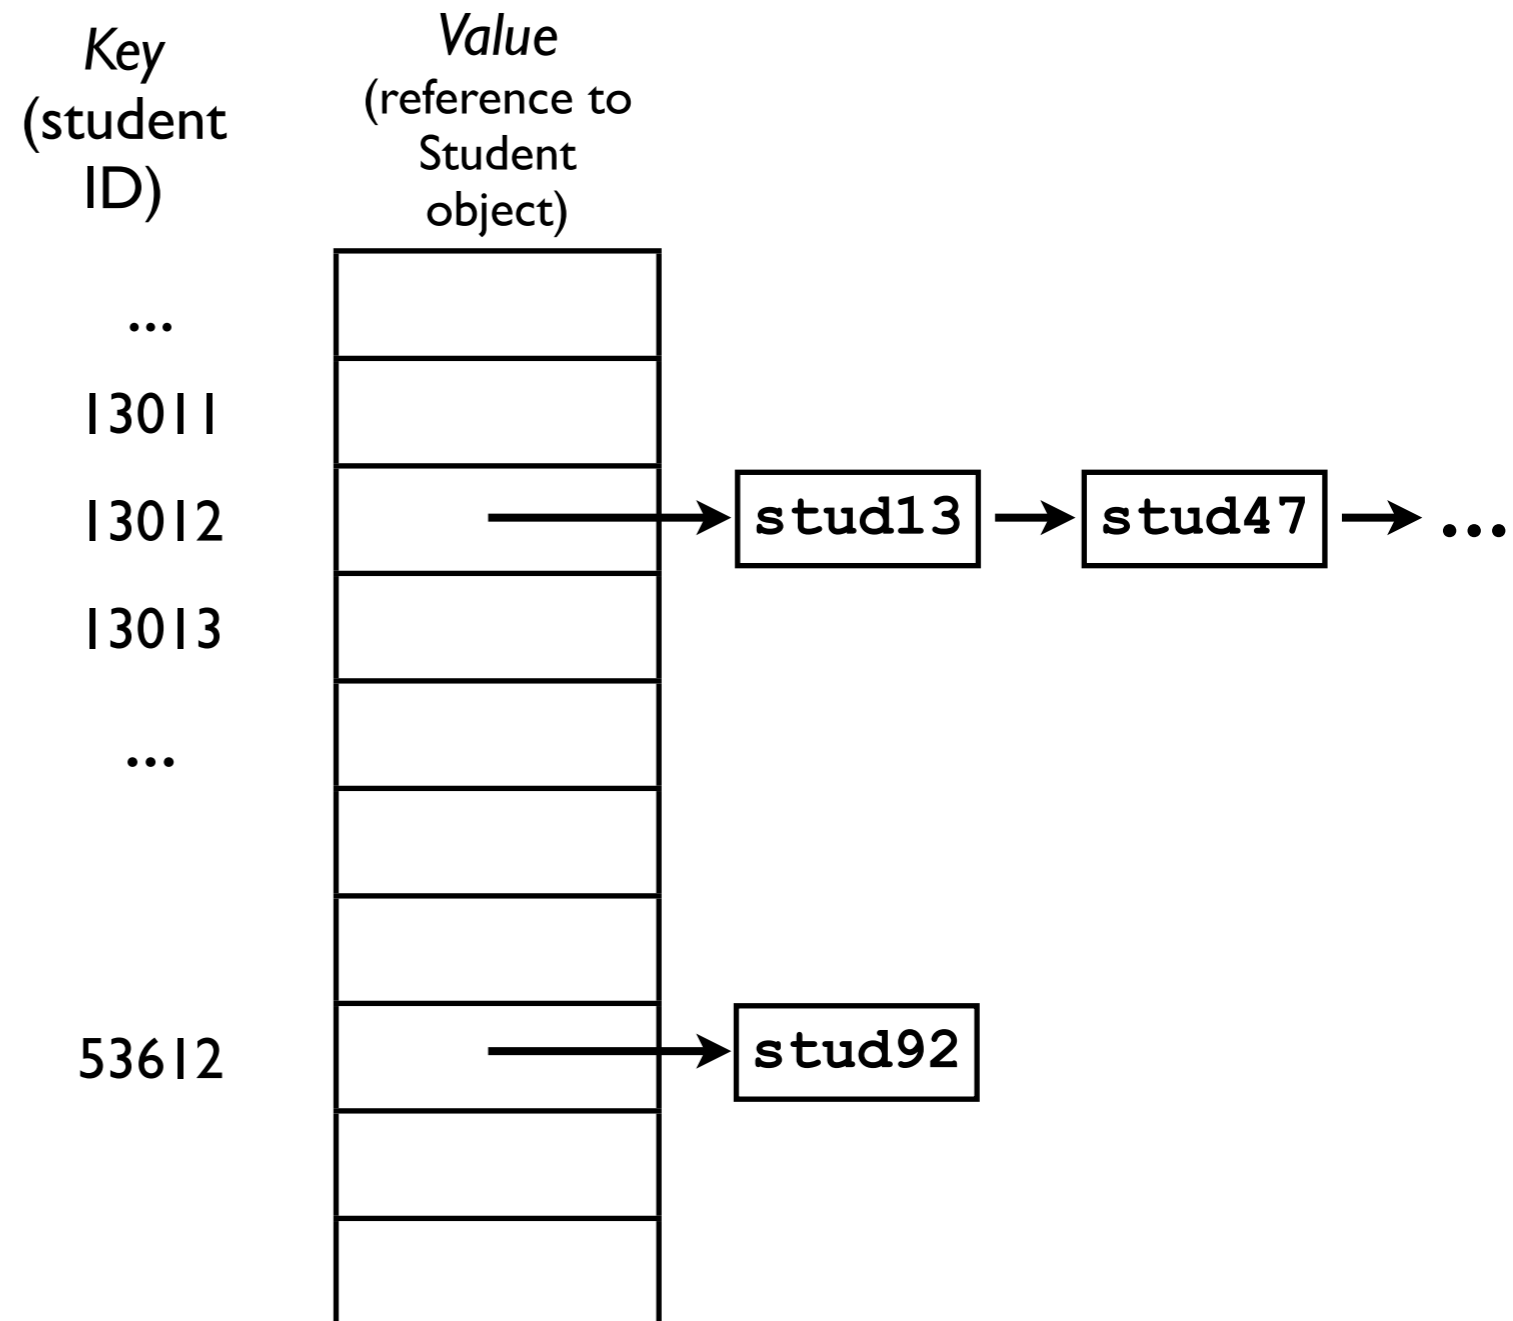 Key
(student
ID)
Value
(reference to
Student
object)
...
13011
13012
stud13
stud47
...
13013
...
53612
stud92